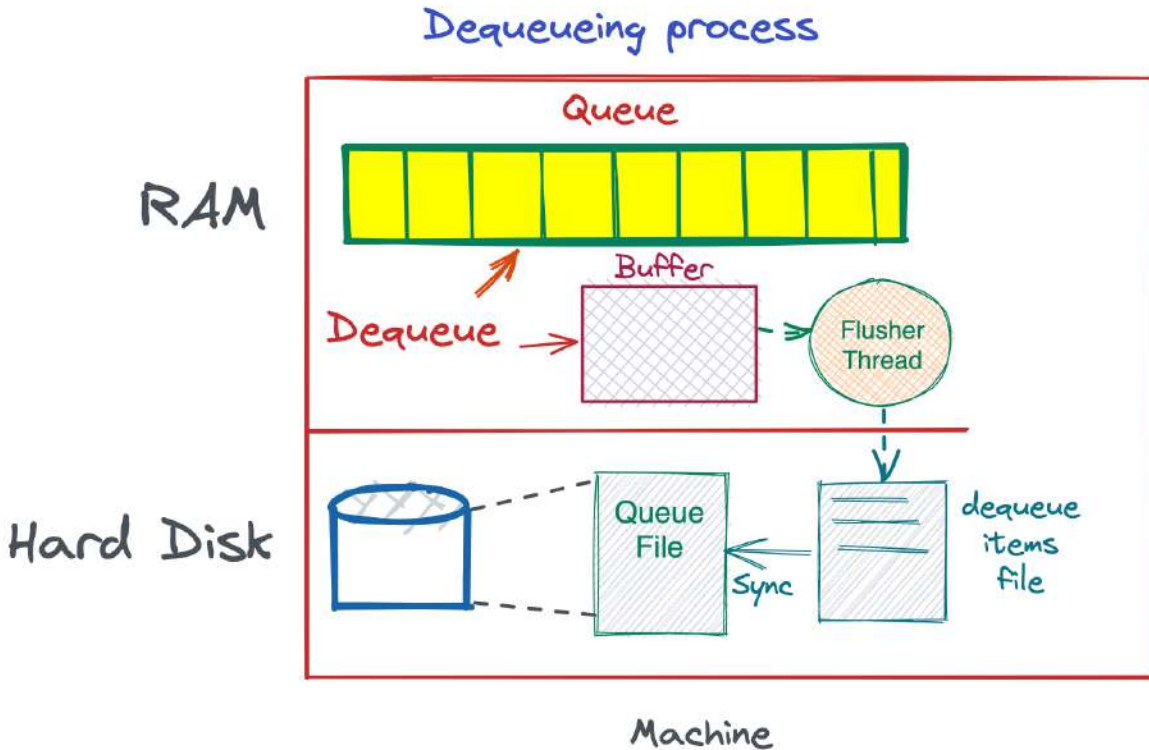 Dequeueing process
Queue
RAM
Buffer
Dequeue
Flusher
Thread
Hard Disk
Queue
File
Sync
dequeue
items
file
Machine